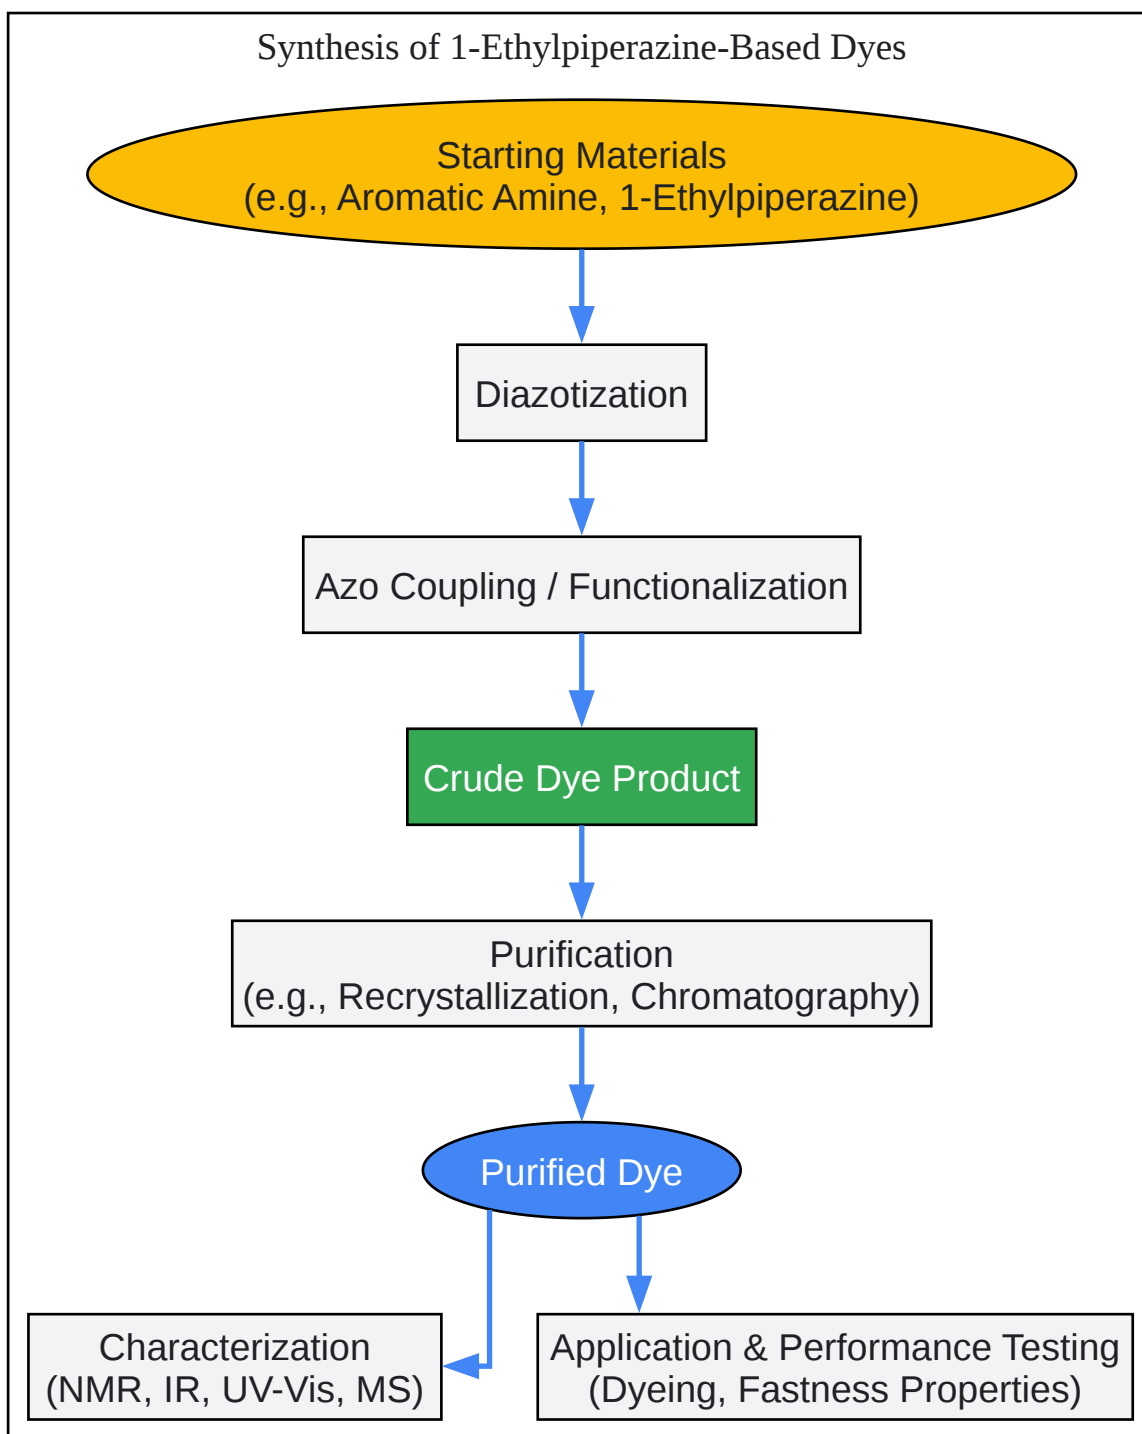 Synthesis of 1-Ethylpiperazine-Based Dyes
Starting Materials
(e.g., Aromatic Amine, 1-Ethylpiperazine)
Diazotization
Azo Coupling / Functionalization
Crude Dye Product
Purification
(e.g., Recrystallization, Chromatography)
Purified Dye
Characterization
(NMR, IR, UV-Vis, MS)
Application & Performance Testing
(Dyeing, Fastness Properties)